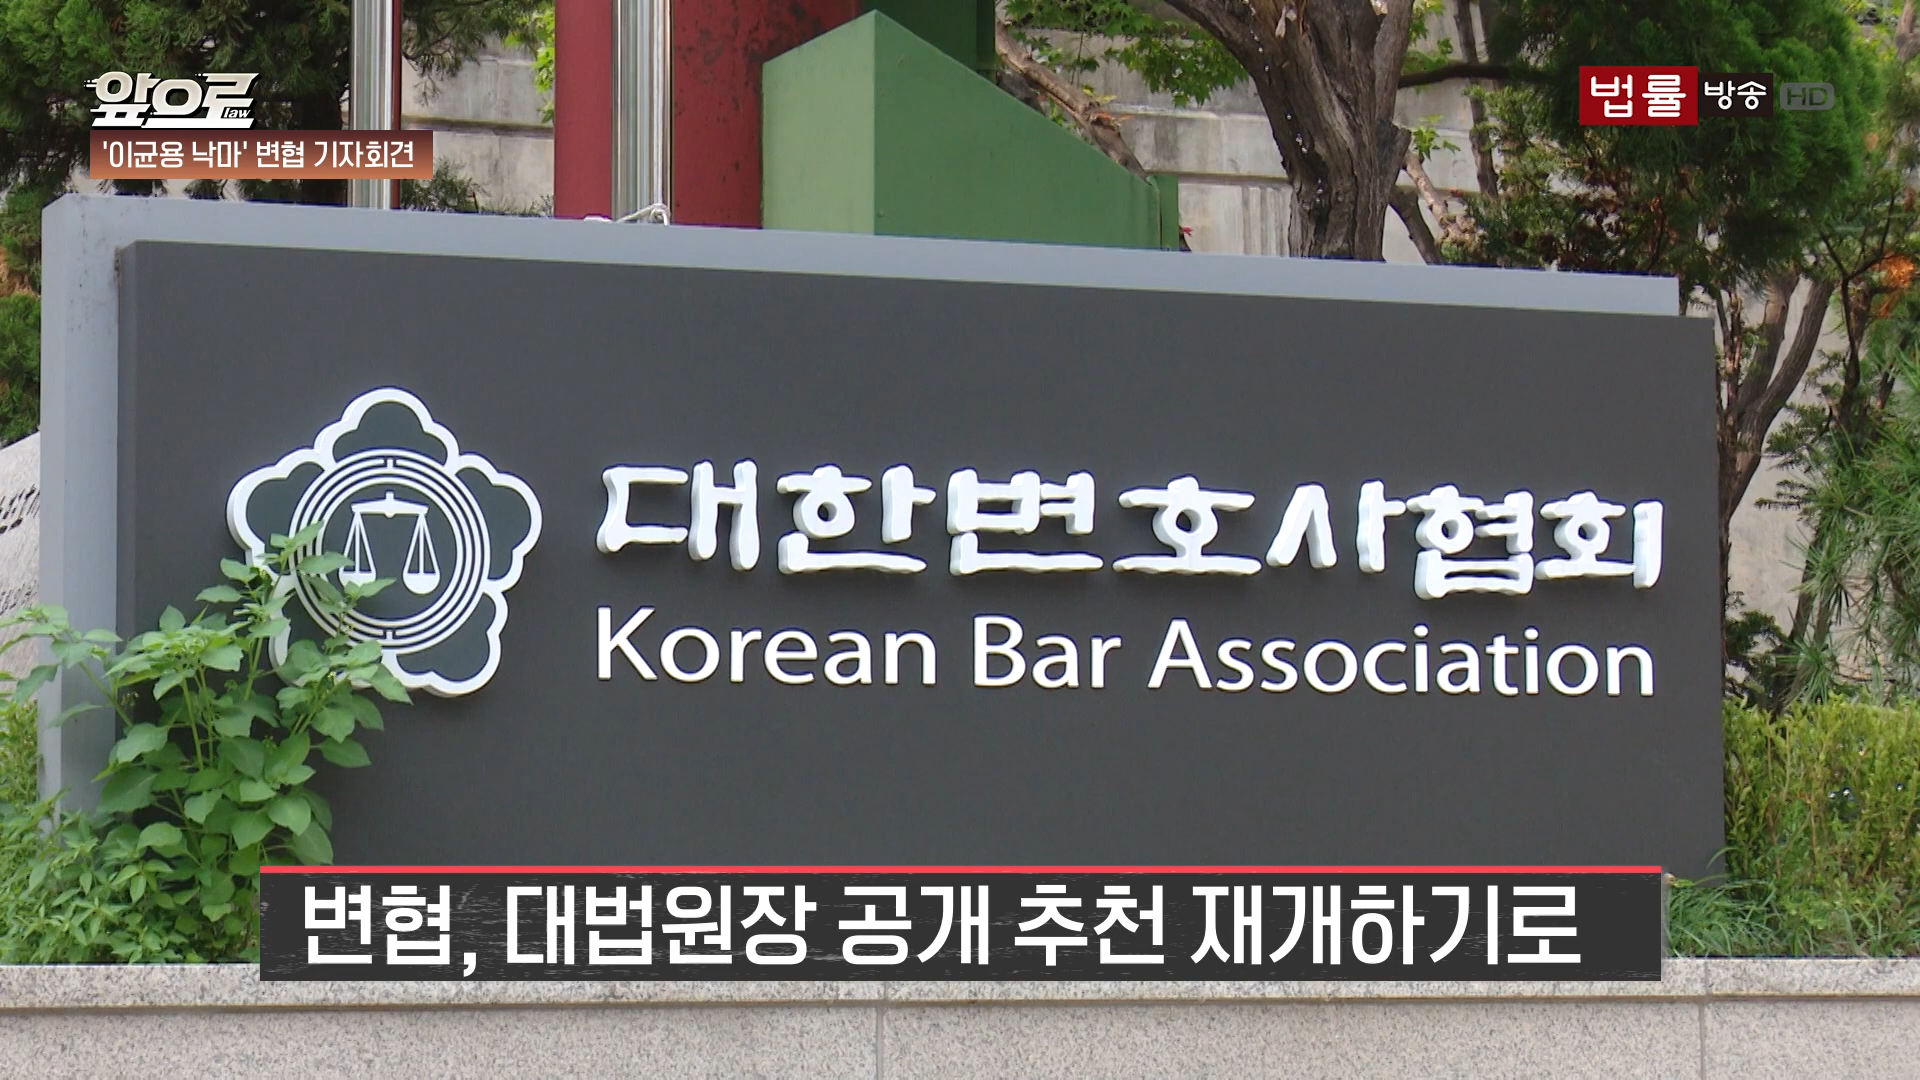 앞으로
law
'이균용 낙마' 변협 기자회견
법률방송 HD
대한변호사협회
Korean Bar Association
변협, 대법원장 공개 추천 재개하기로